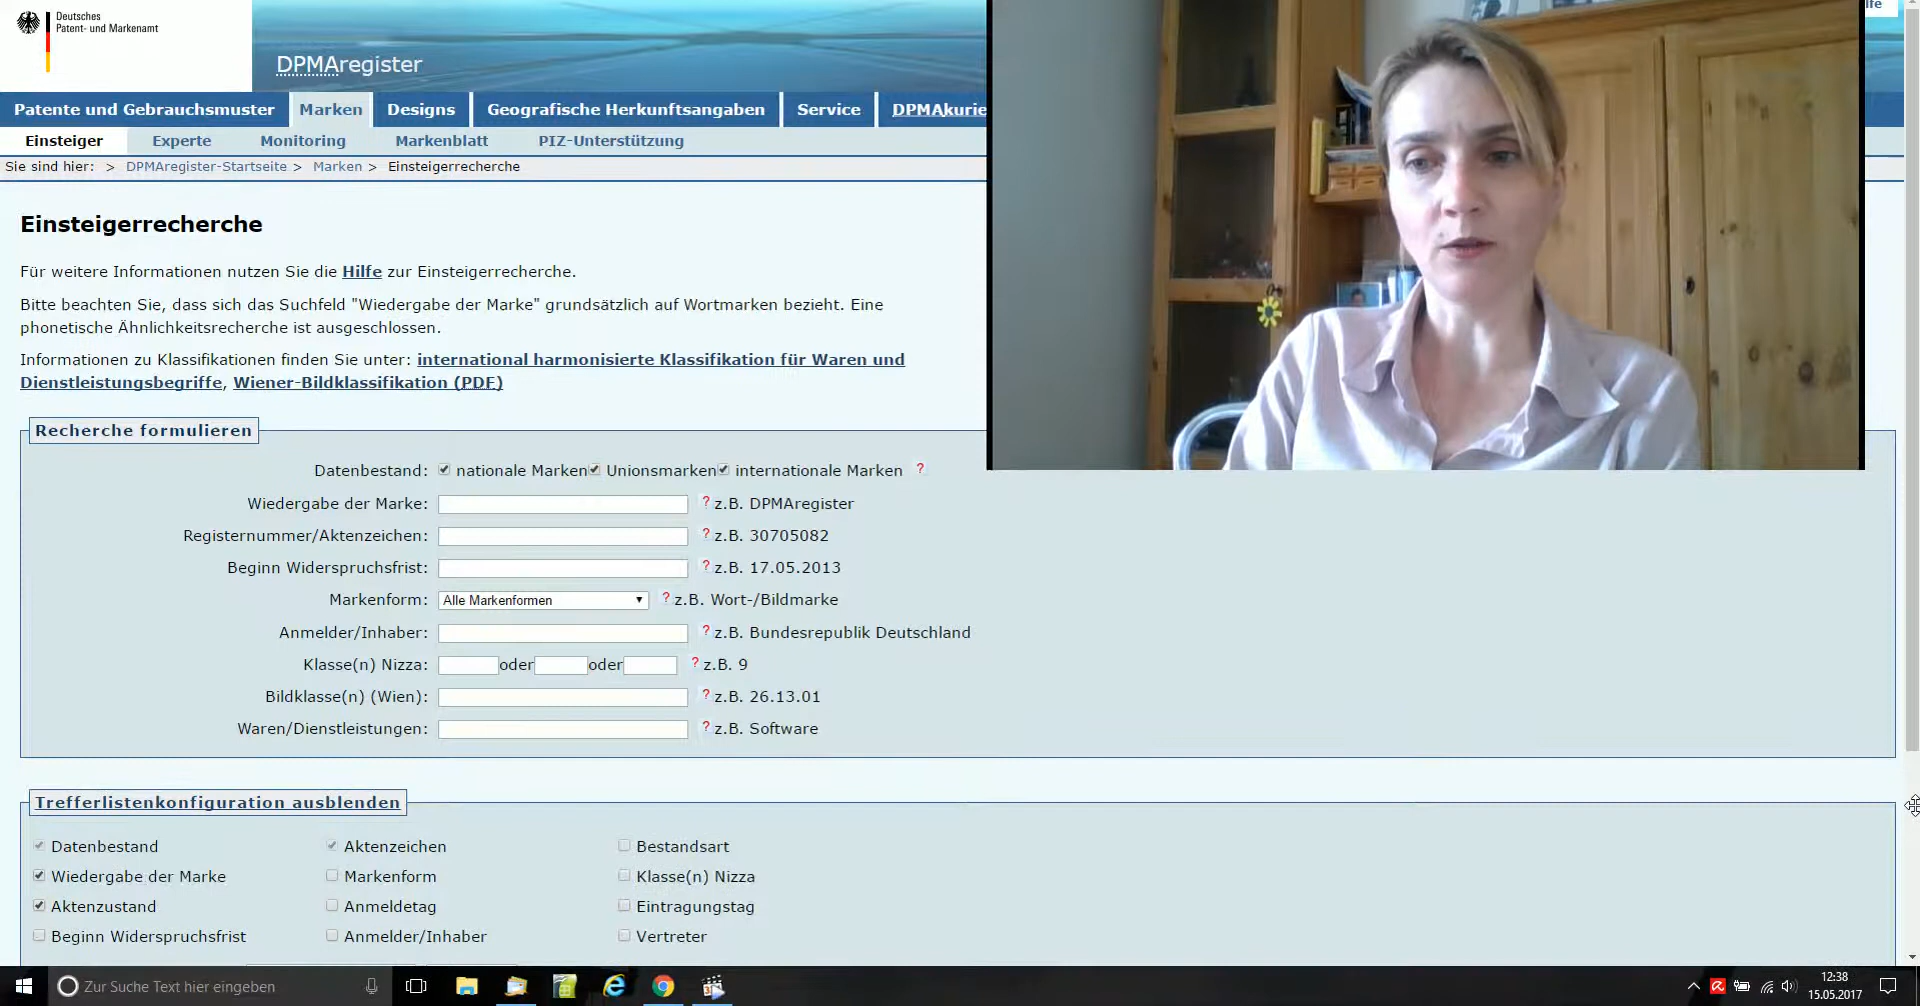 Deutsches
Patent- und Markenamt
DPMAregister
Patente und Gebrauchsmuster Marken Designs Geografische Herkunftsangaben Service DPMAkurie
Einsteiger Experte Monitoring Markenblatt PIZ-Unterstützung
Sie sind hier: > DPMAregister-Startseite > Marken > Einsteigerrecherche
Einsteigerrecherche
Für weitere Informationen nutzen Sie die Hilfe zur Einsteigerrecherche.
Bitte beachten Sie, dass sich das Suchfeld "Wiedergabe der Marke" grundsätzlich auf Wortmarken bezieht. Eine
phonetische Ähnlichkeitsrecherche ist ausgeschlossen.
Informationen zu Klassifikationen finden Sie unter: international harmonisierte Klassifikation für Waren und
Dienstleistungsbegriffe, Wiener-Bildklassifikation (PDF)
Recherche formulieren
Datenbestand: nationale Marken Unionsmarken internationale Marken ?
Wiedergabe der Marke: ? z.B. DPMAregister
Registernummer/Aktenzeichen: ? z.B. 30705082
Beginn Widerspruchsfrist: ? z.B. 17.05.2013
Markenform: Alle Markenformen ? z.B. Wort-/Bildmarke
Anmelder/Inhaber: ? z.B. Bundesrepublik Deutschland
Klasse(n) Nizza: oder oder ? z.B. 9
Bildklasse(n) (Wien): ? z.B. 26.13.01
Waren/Dienstleistungen: ? z.B. Software
Trefferlistenkonfiguration ausblenden
Datenbestand Aktenzeichen Bestandsart
Wiedergabe der Marke Markenform Klasse(n) Nizza
Aktenzustand Anmeldetag Eintragungstag
Beginn Widerspruchsfrist Anmelder/Inhaber Vertreter
Zur Suche Text hier eingeben
12:38
15.05.2017